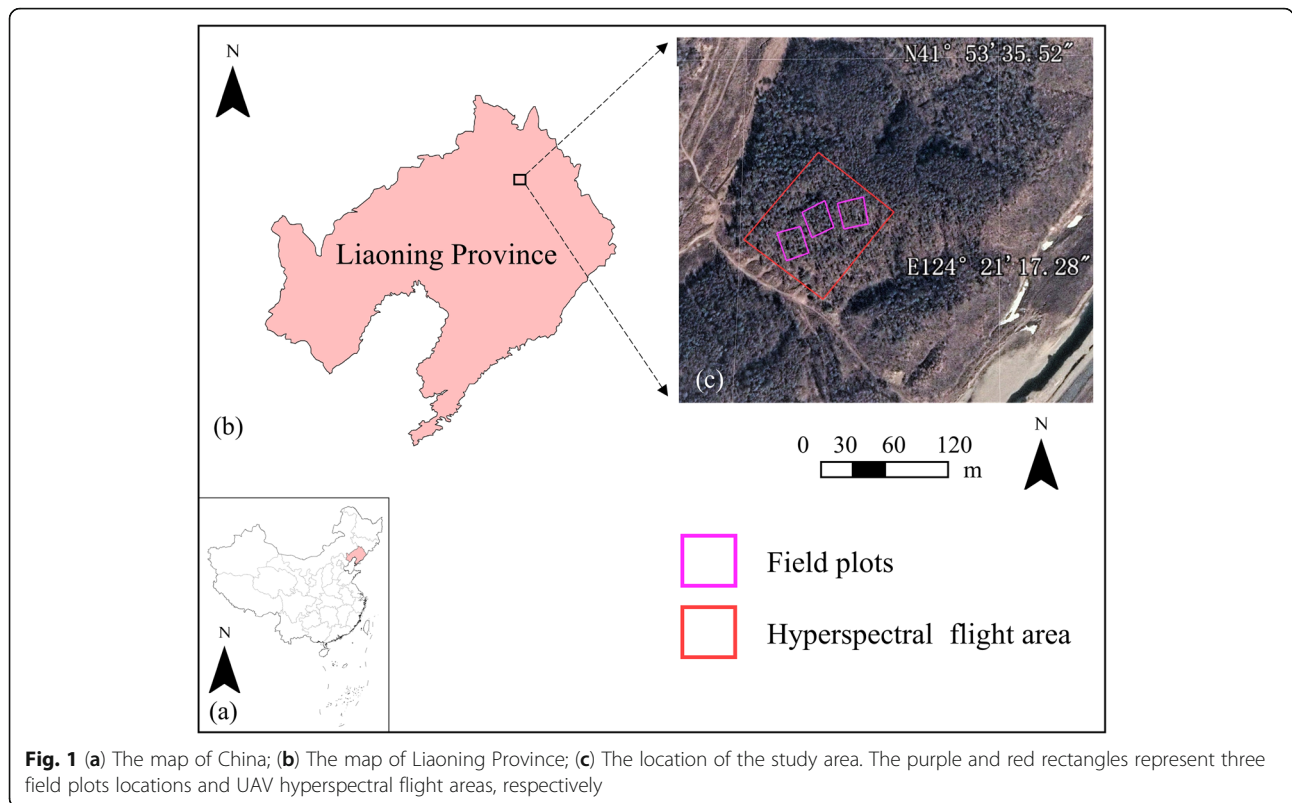 N
N41° 53'35.52"
Liaoning Province
E124° 21'17.28"
(c)
(b)
0 30 60 120
m
N
Field plots
Hyperspectral flight area
N
(a)
Fig. 1 (a) The map of China; (b) The map of Liaoning Province; (c) The location of the study area. The purple and red rectangles represent three
field plots locations and UAV hyperspectral flight areas, respectively